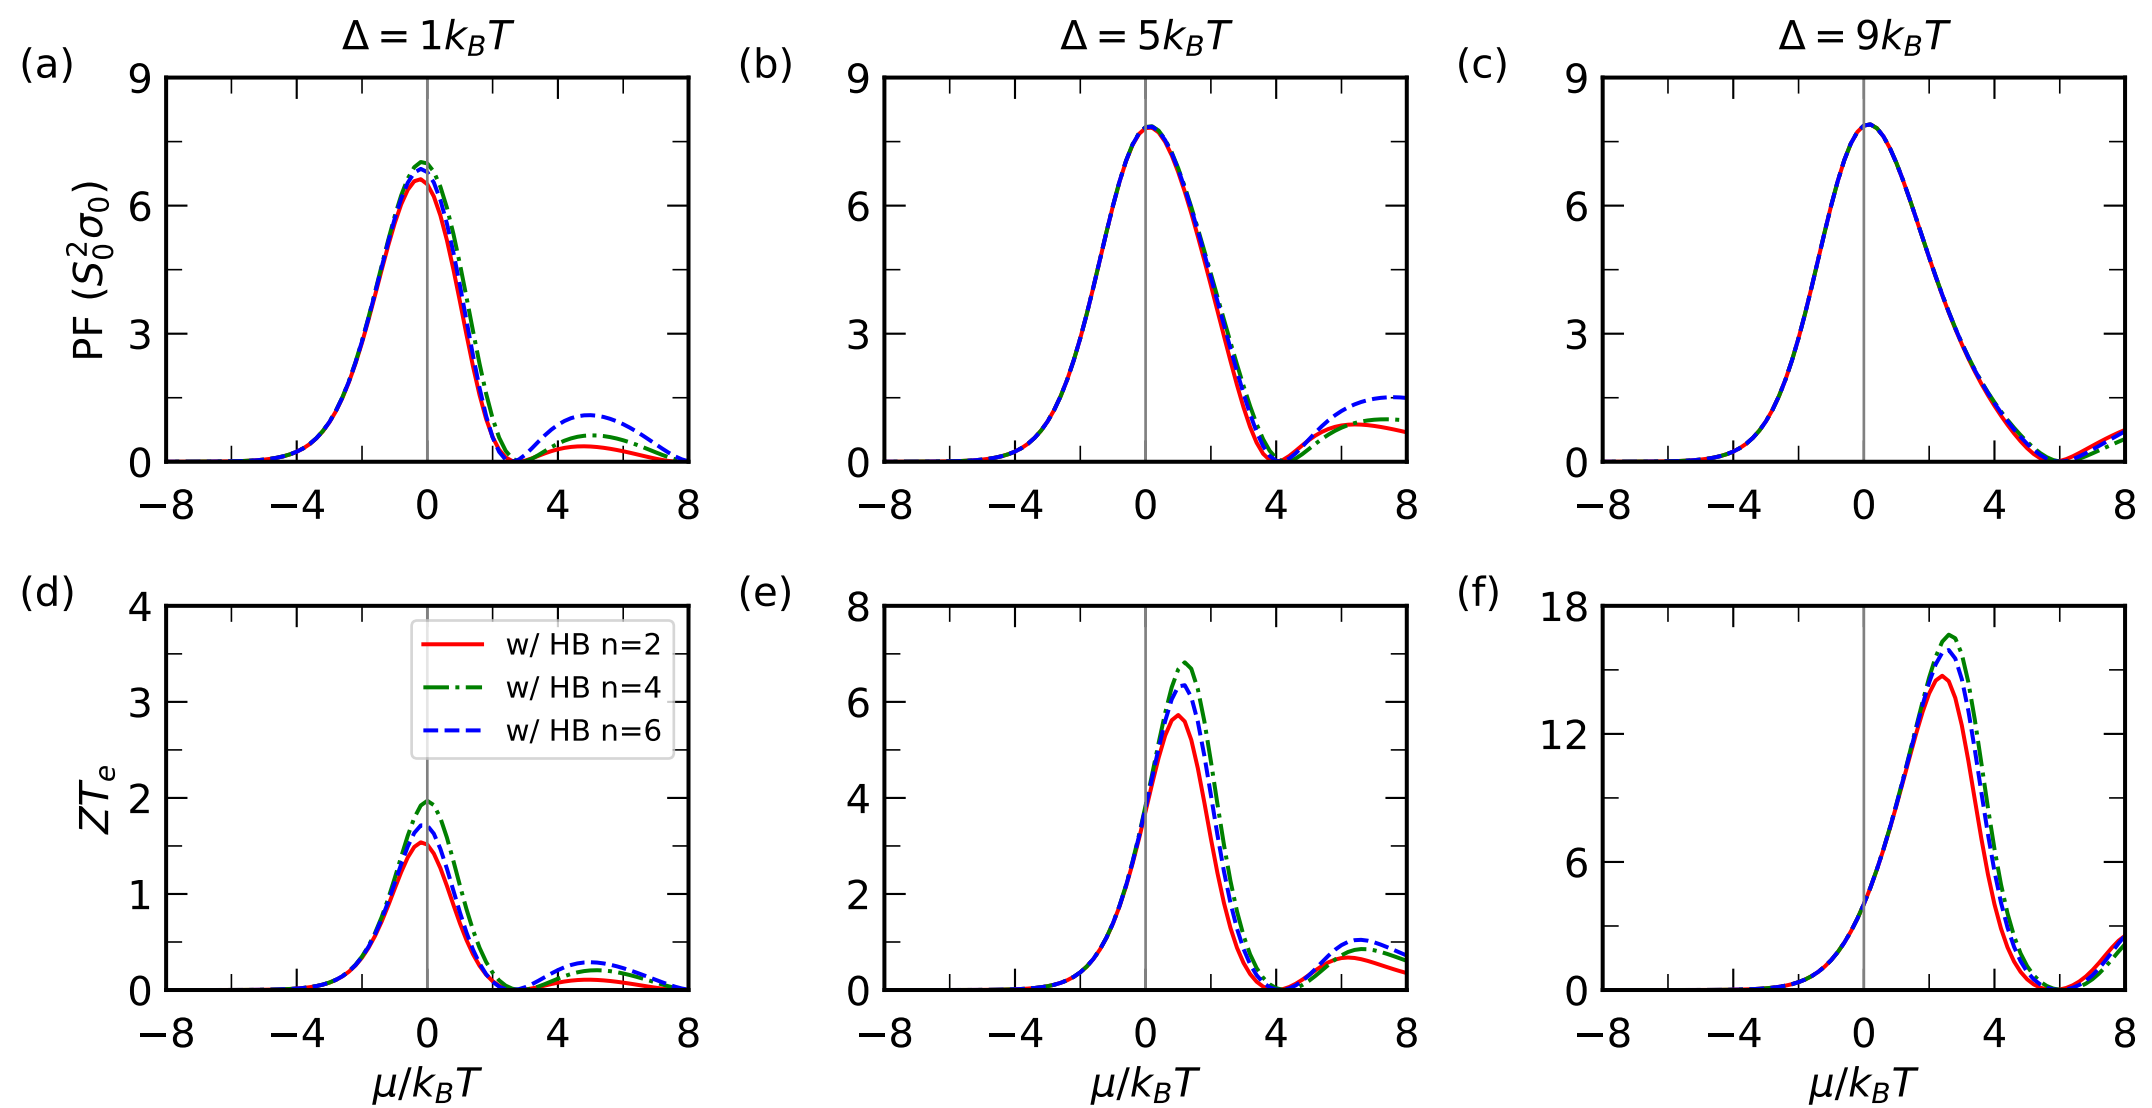 Δ = 1k_BT
Δ = 5k_BT
Δ = 9k_BT
(a)
9
6
3
0
PF (S₀²σ₀)
−8 −4 0 4 8
(b)
9
6
3
0
−8 −4 0 4 8
(c)
9
6
3
0
−8 −4 0 4 8
(d)
4
3
2
1
0
ZT_e
w/ HB n=2
w/ HB n=4
w/ HB n=6
−8 −4 0 4 8
μ/k_BT
(e)
8
6
4
2
0
−8 −4 0 4 8
μ/k_BT
(f)
18
12
6
0
−8 −4 0 4 8
μ/k_BT